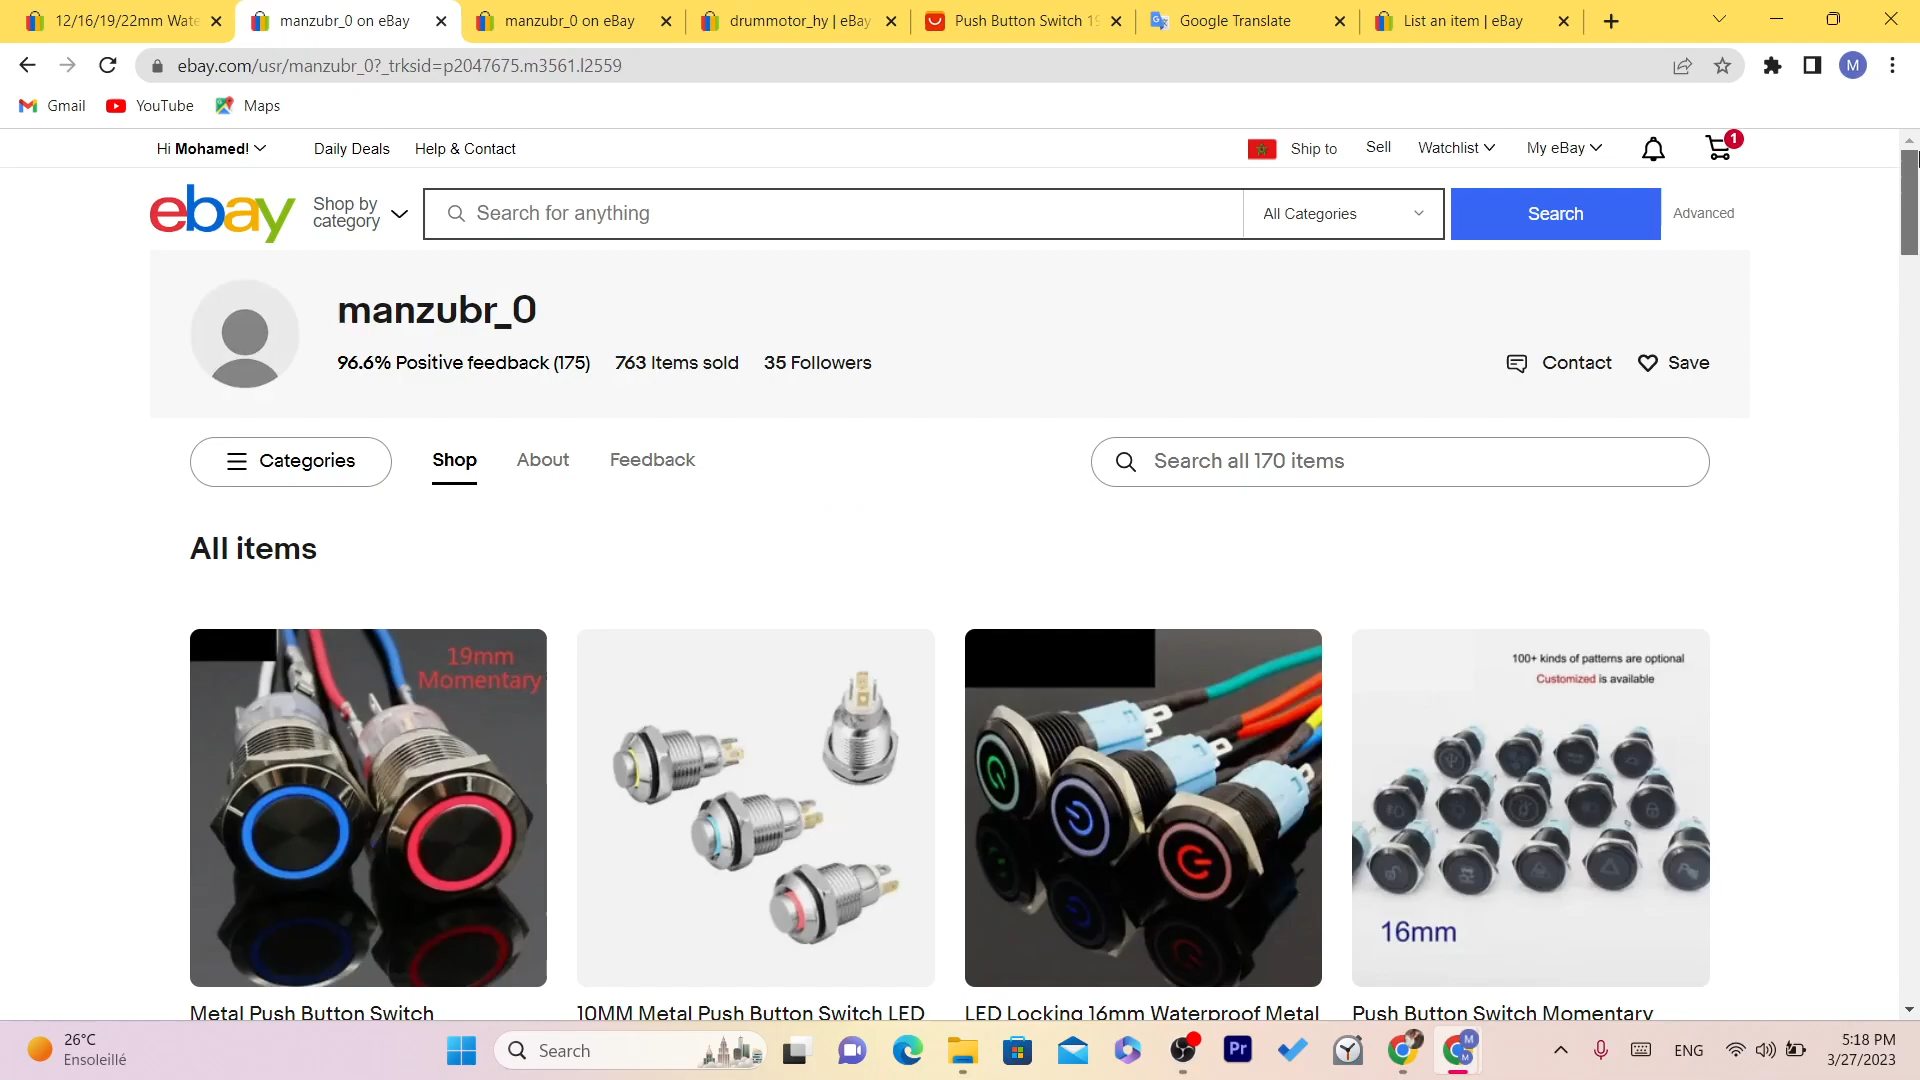 12/16/19/22mm Wate
manzubr_0 on eBay
manzubr_0 on eBay
drummotor_hy | eBay
Push Button Switch 19
Google Translate
List an item | eBay
ebay.com/usr/manzubr_0?_trksid=p2047675.m3561.l2559
M
Gmail
YouTube
Maps
Hi Mohamed!
Daily Deals
Help & Contact
Ship to
Sell
Watchlist
My eBay
1
ebay
Shop by
category
Search for anything
All Categories
Search
Advanced
manzubr_0
96.6% Positive feedback (175)
763 Items sold
35 Followers
Contact
Save
Categories
Shop
About
Feedback
Search all 170 items
All items
19mm
Momentary
100+ kinds of patterns are optional
Customized is available
16mm
Metal Push Button Switch
10MM Metal Push Button Switch LED
LED Locking 16mm Waterproof Metal
Push Button Switch Momentary
26°C
Ensoleillé
Search
Pr
M
M
ENG
5:18 PM
3/27/2023